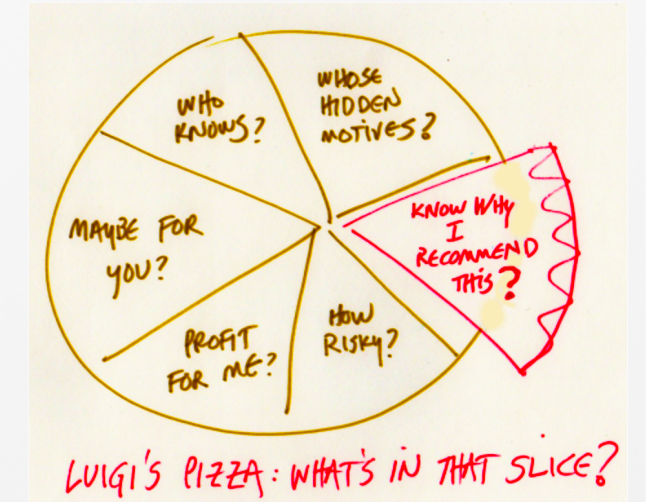 WHO
KNOWS?
WHOSE
HIDDEN
MOTIVES?
KNOW WHY
I
RECOMMEND
THIS?
MAYBE FOR
YOU?
PROFIT
FOR ME?
HOW
RISKY?
LUIGI'S PIZZA: WHAT'S IN THAT SLICE?